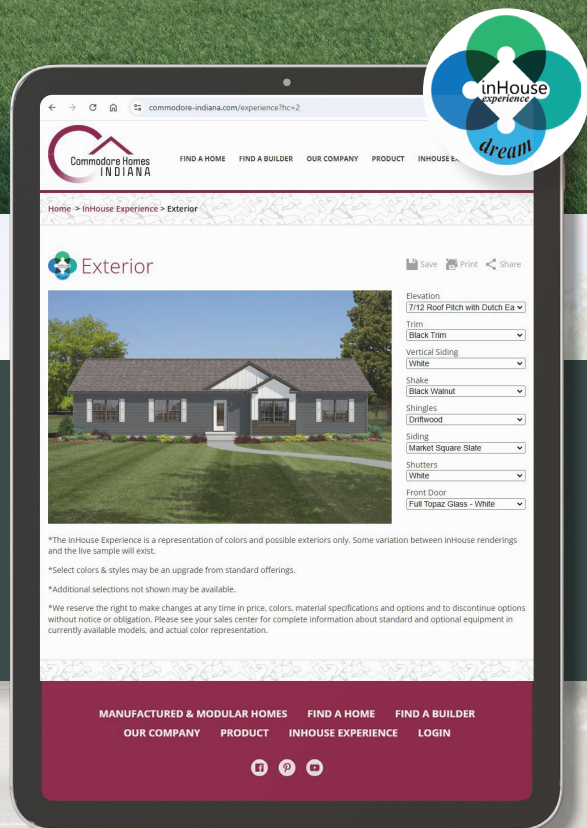 inHouse
experience
dream
commodore-indiana.com/experience?hc=2
Commodore Homes
INDIANA
FIND A HOME FIND A BUILDER OUR COMPANY PRODUCT INHOUSE
Home > InHouse Experience > Exterior
Exterior
Save Print Share
Elevation
7/12 Roof Pitch with Dutch Ea
Trim
Black Trim
Vertical Siding
White
Shake
Black Walnut
Shingles
Driftwood
Siding
Market Square Slate
Shutters
White
Front Door
Full Topaz Glass - White
*The inHouse Experience is a representation of colors and possible exteriors only. Some variation between inHouse renderings
and the live sample will exist.
*Select colors & styles may be an upgrade from standard offerings.
*Additional selections not shown may be available.
*We reserve the right to make changes at any time in price, colors, material specifications and options and to discontinue options
without notice or obligation. Please see your sales center for complete information about standard and optional equipment in
currently available models, and actual color representation.
MANUFACTURED & MODULAR HOMES FIND A HOME FIND A BUILDER
OUR COMPANY PRODUCT INHOUSE EXPERIENCE LOGIN